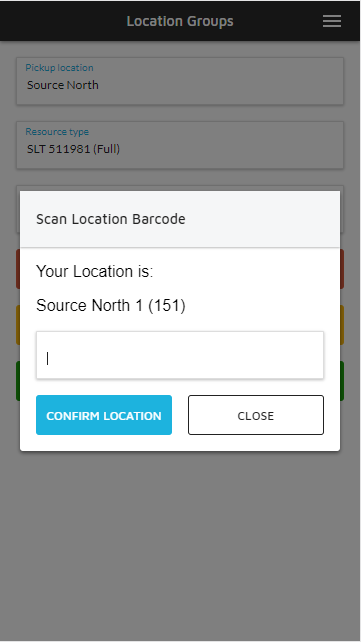 Location Groups
Pickup location
Source North
Resource type
SLT 511981 (Full)
Scan Location Barcode
Your Location is:
Source North 1 (151)
CONFIRM LOCATION
CLOSE